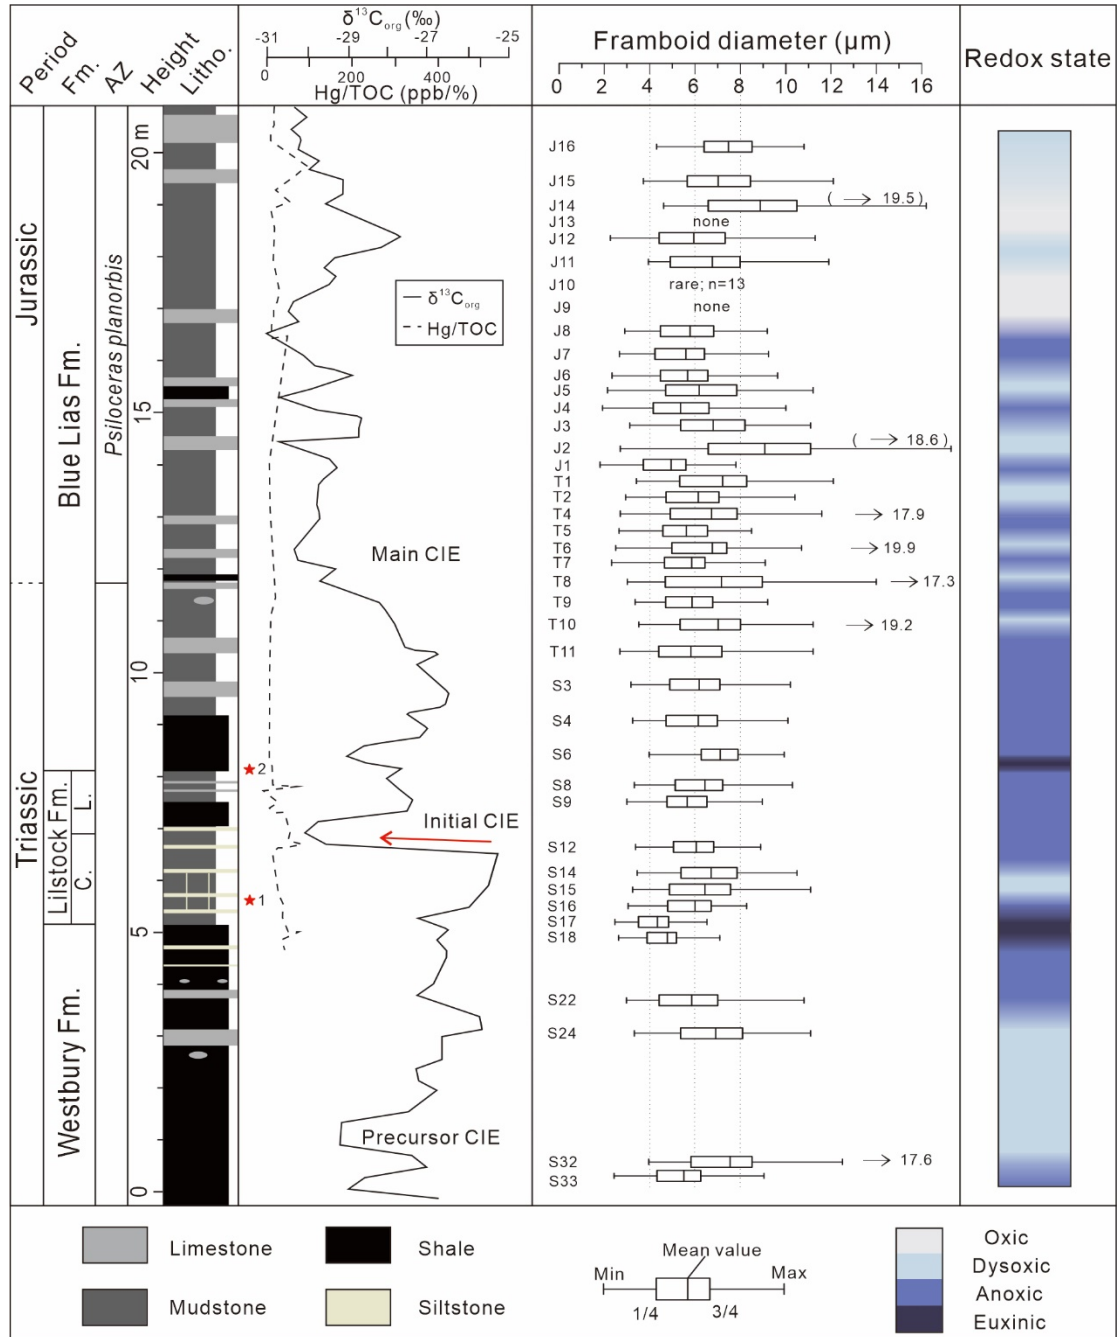 Period
Fm.
AZ
Height
Litho.
δ¹³Corg (‰)
-31 -29 -27 -25
0 200 400
Hg/TOC (ppb/%)
Framboid diameter (μm)
0 2 4 6 8 10 12 14 16
Redox state
Jurassic
Triassic
Blue Lias Fm.
Lilstock Fm.
L.
C.
Westbury Fm.
Psiloceras planorbis
20 m
15
10
5
0
δ¹³Corg
Hg/TOC
Main CIE
2
Initial CIE
1
Precursor CIE
J16
J15
J14 ( → 19.5)
J13 none
J12
J11
J10 rare; n=13
J9 none
J8
J7
J6
J5
J4
J3
J2 ( → 18.6)
J1
T1
T2
T4 → 17.9
T5
T6 → 19.9
T7
T8 → 17.3
T9
T10 → 19.2
T11
S3
S4
S6
S8
S9
S12
S14
S15
S16
S17
S18
S22
S24
S32 → 17.6
S33
Limestone
Shale
Mudstone
Siltstone
Mean value
Min Max
1/4 3/4
Oxic
Dysoxic
Anoxic
Euxinic